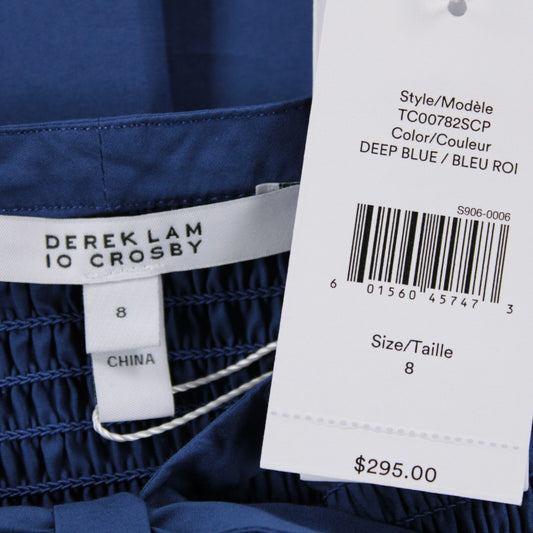 DEREK LAM
10 CROSBY
8
CHINA
Style/Modèle
TC00782SCP
Color/Couleur
DEEP BLUE / BLEU ROI
S906-0006
6 01560 45747 3
Size/Taille
8
$295.00